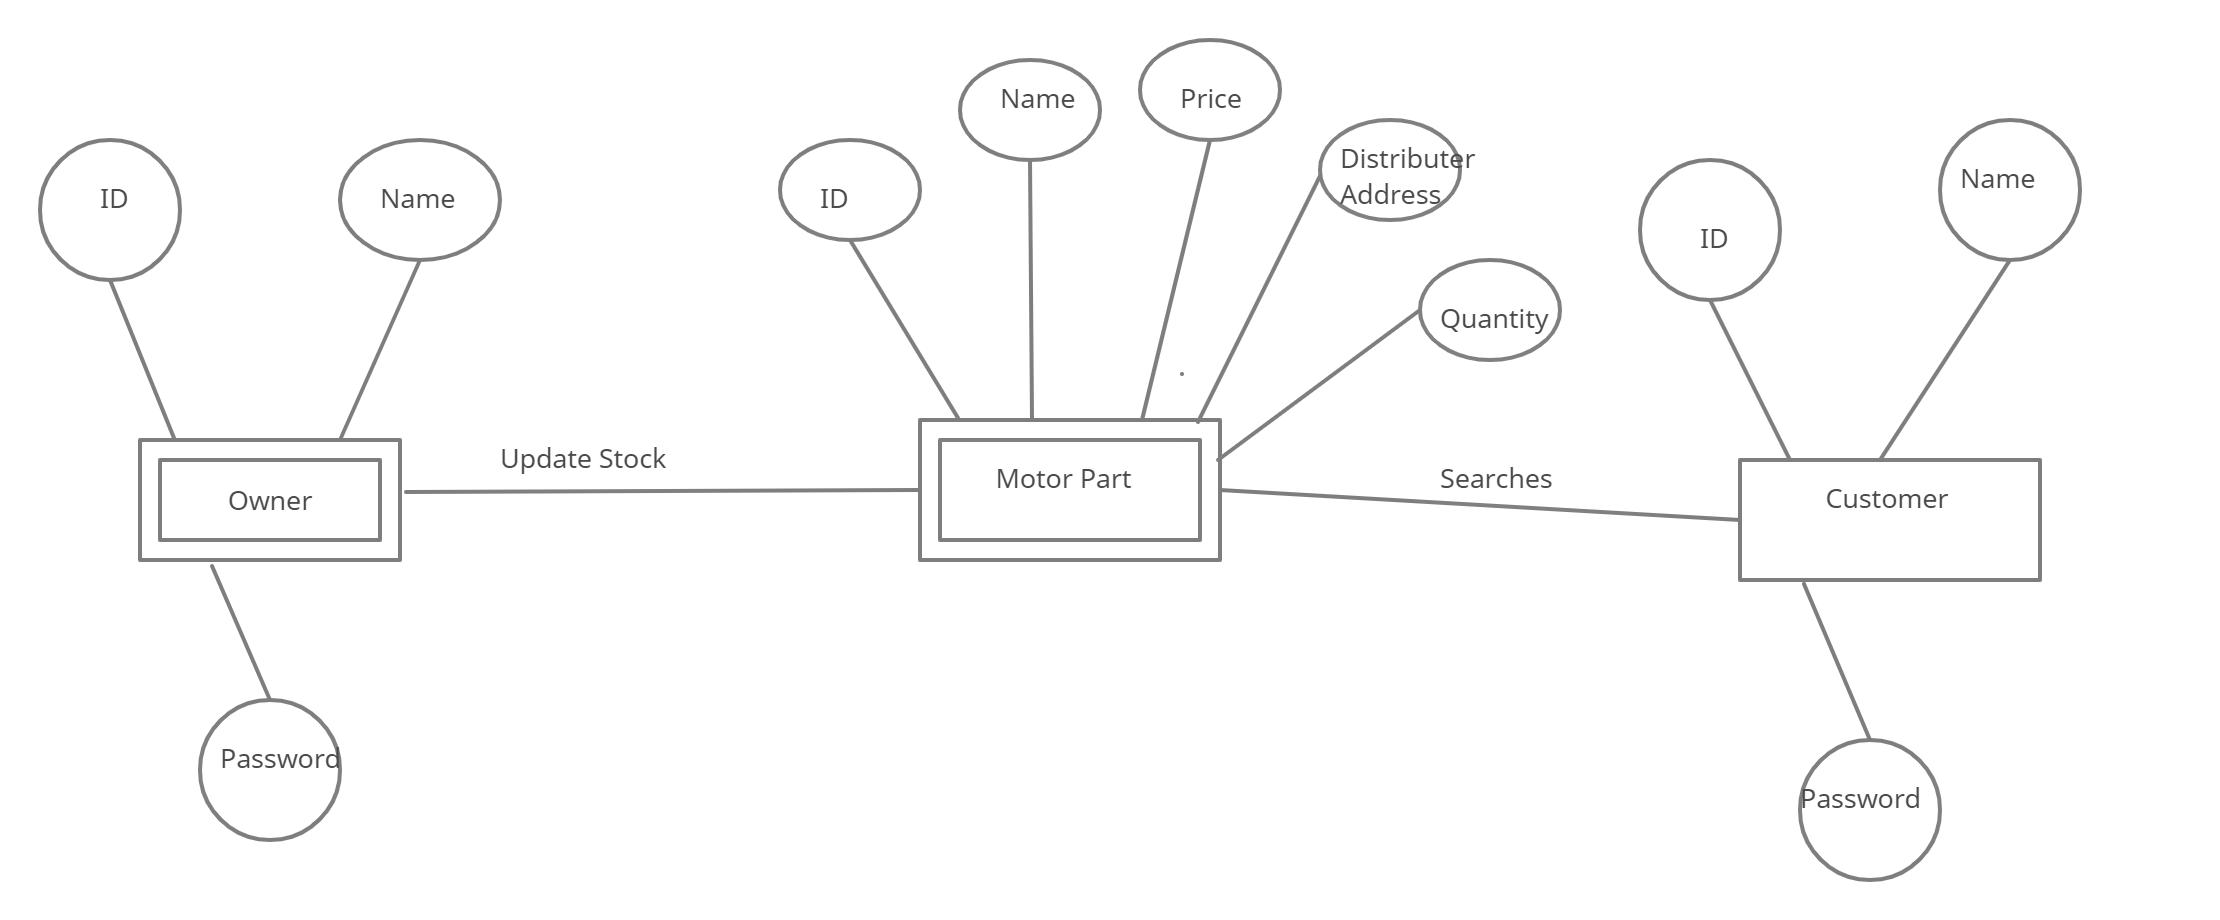 Name
Price
Distributer
Address
ID
Name
ID
Name
ID
Quantity
Update Stock
Motor Part
Searches
Owner
Customer
Password
Password